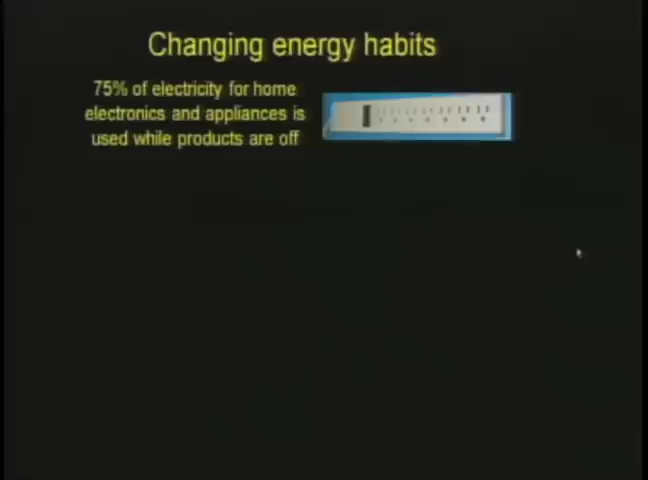 Changing energy habits
75% of electricity for home
electronics and appliances is
used while products are off